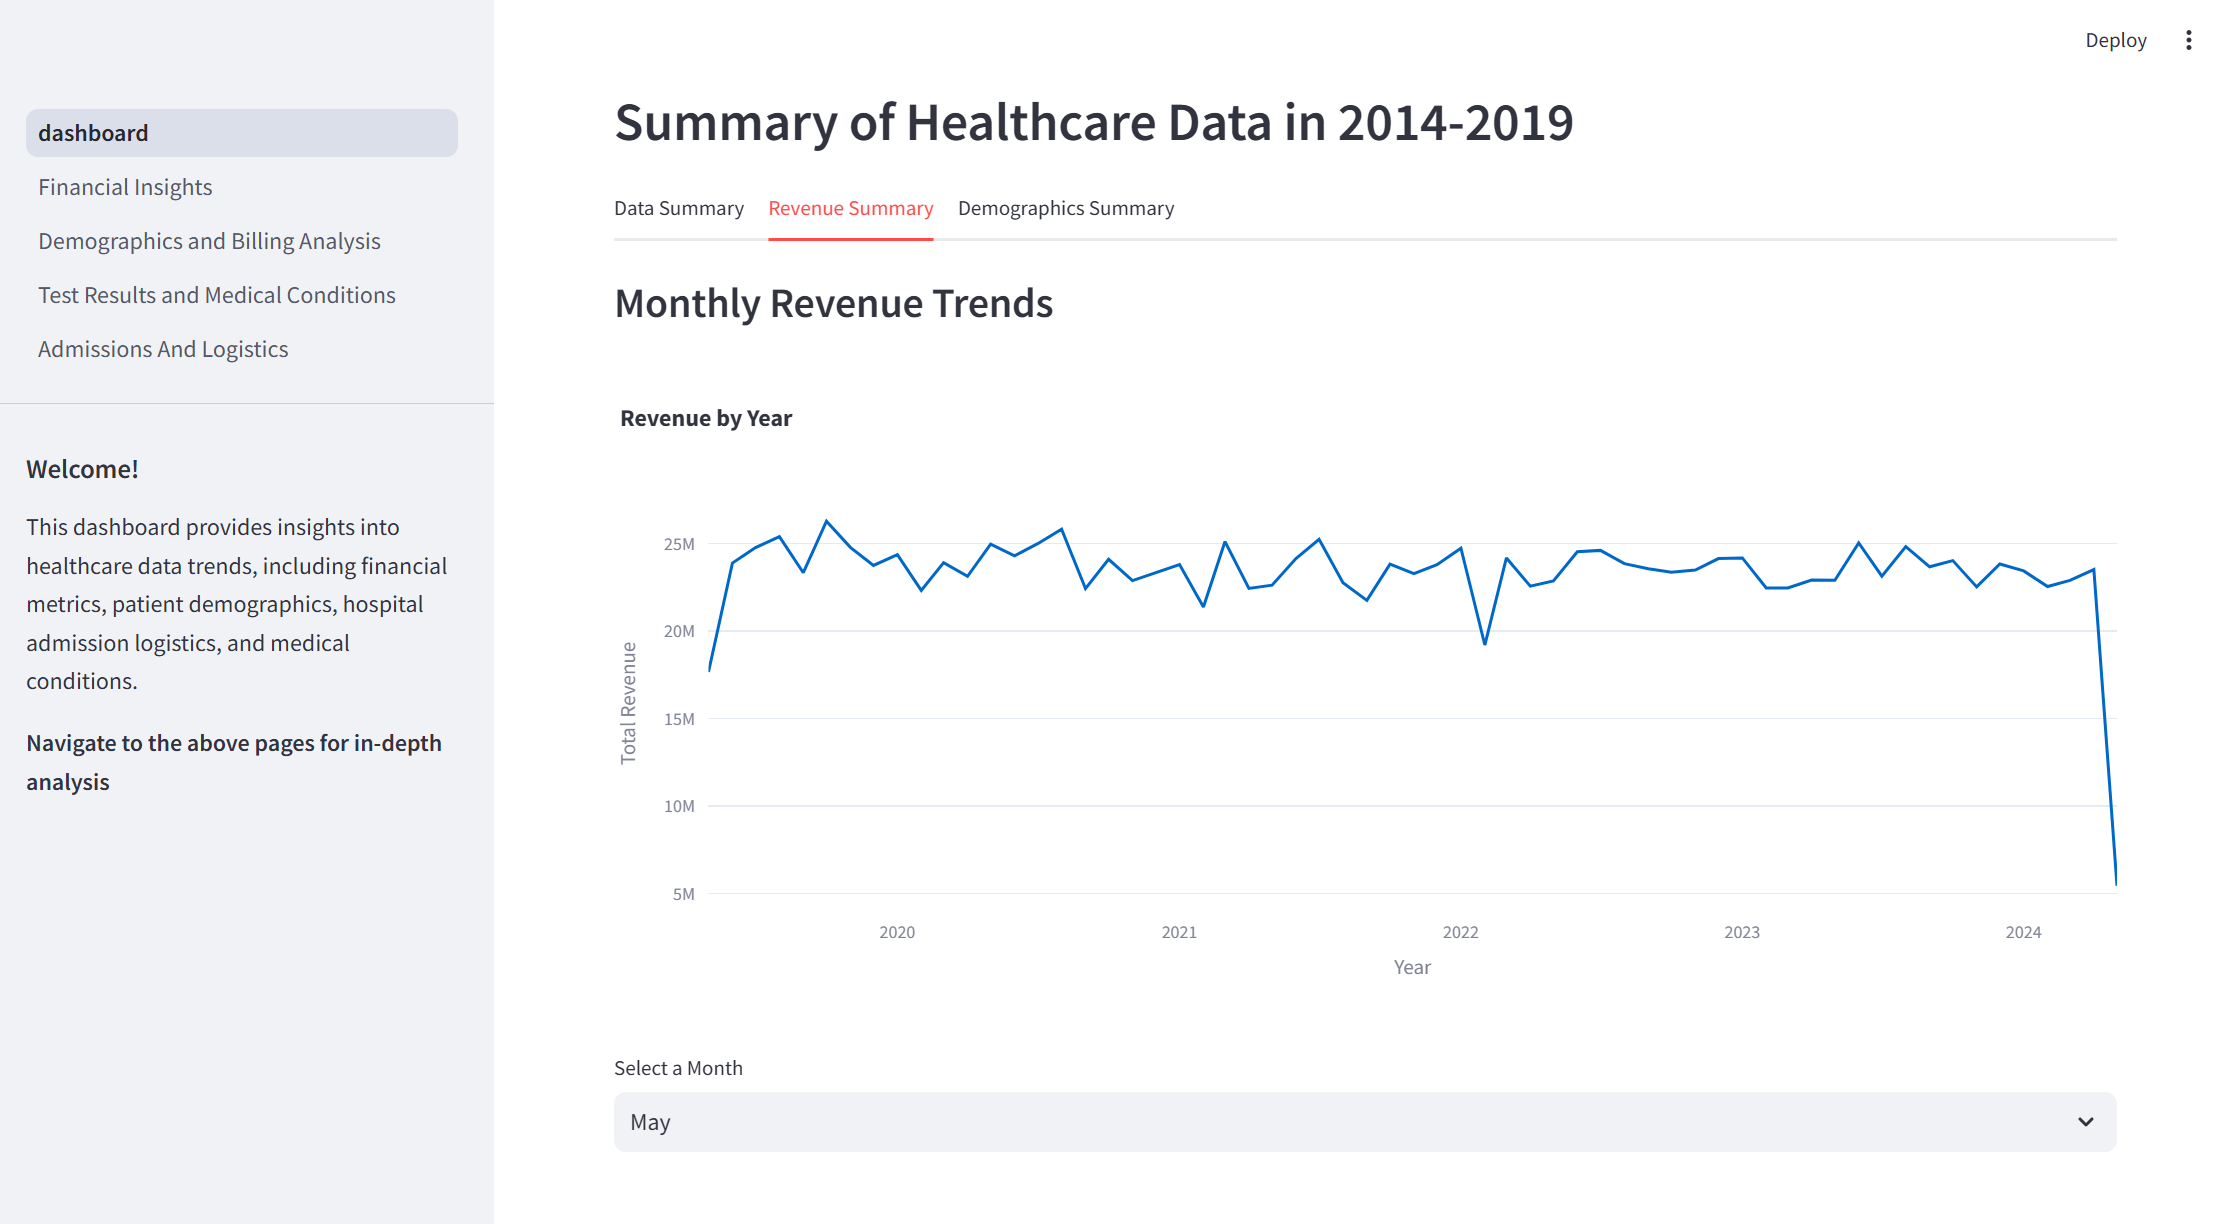 Deploy
dashboard
Financial Insights
Demographics and Billing Analysis
Test Results and Medical Conditions
Admissions And Logistics
Welcome!
This dashboard provides insights into
healthcare data trends, including financial
metrics, patient demographics, hospital
admission logistics, and medical
conditions.
Navigate to the above pages for in-depth
analysis
Summary of Healthcare Data in 2014-2019
Data Summary Revenue Summary Demographics Summary
Monthly Revenue Trends
Revenue by Year
Total Revenue
25M
20M
15M
10M
5M
2020 2021 2022 2023 2024
Year
Select a Month
May